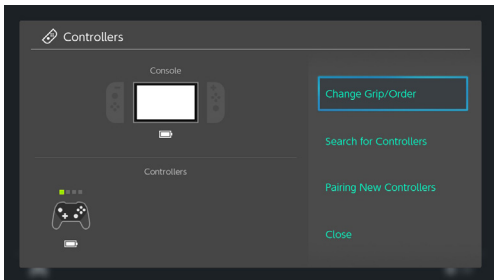 Controllers
Console
Change Grip/Order
Search for Controllers
Controllers
Pairing New Controllers
Close